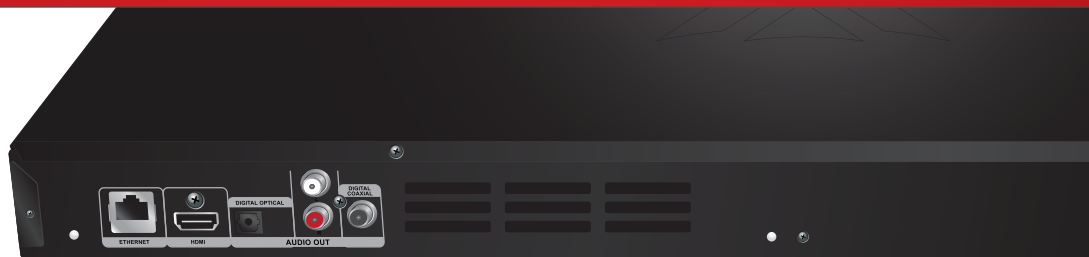 DIGITAL
COAXIAL
DIGITAL OPTICAL
ETHERNET
HDMI
AUDIO OUT